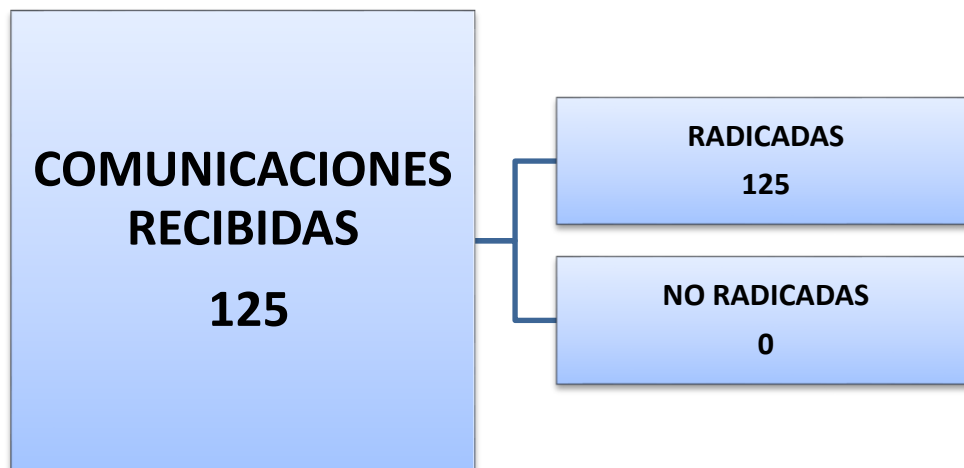 COMUNICACIONES
RECIBIDAS
125
RADICADAS
125
NO RADICADAS
0